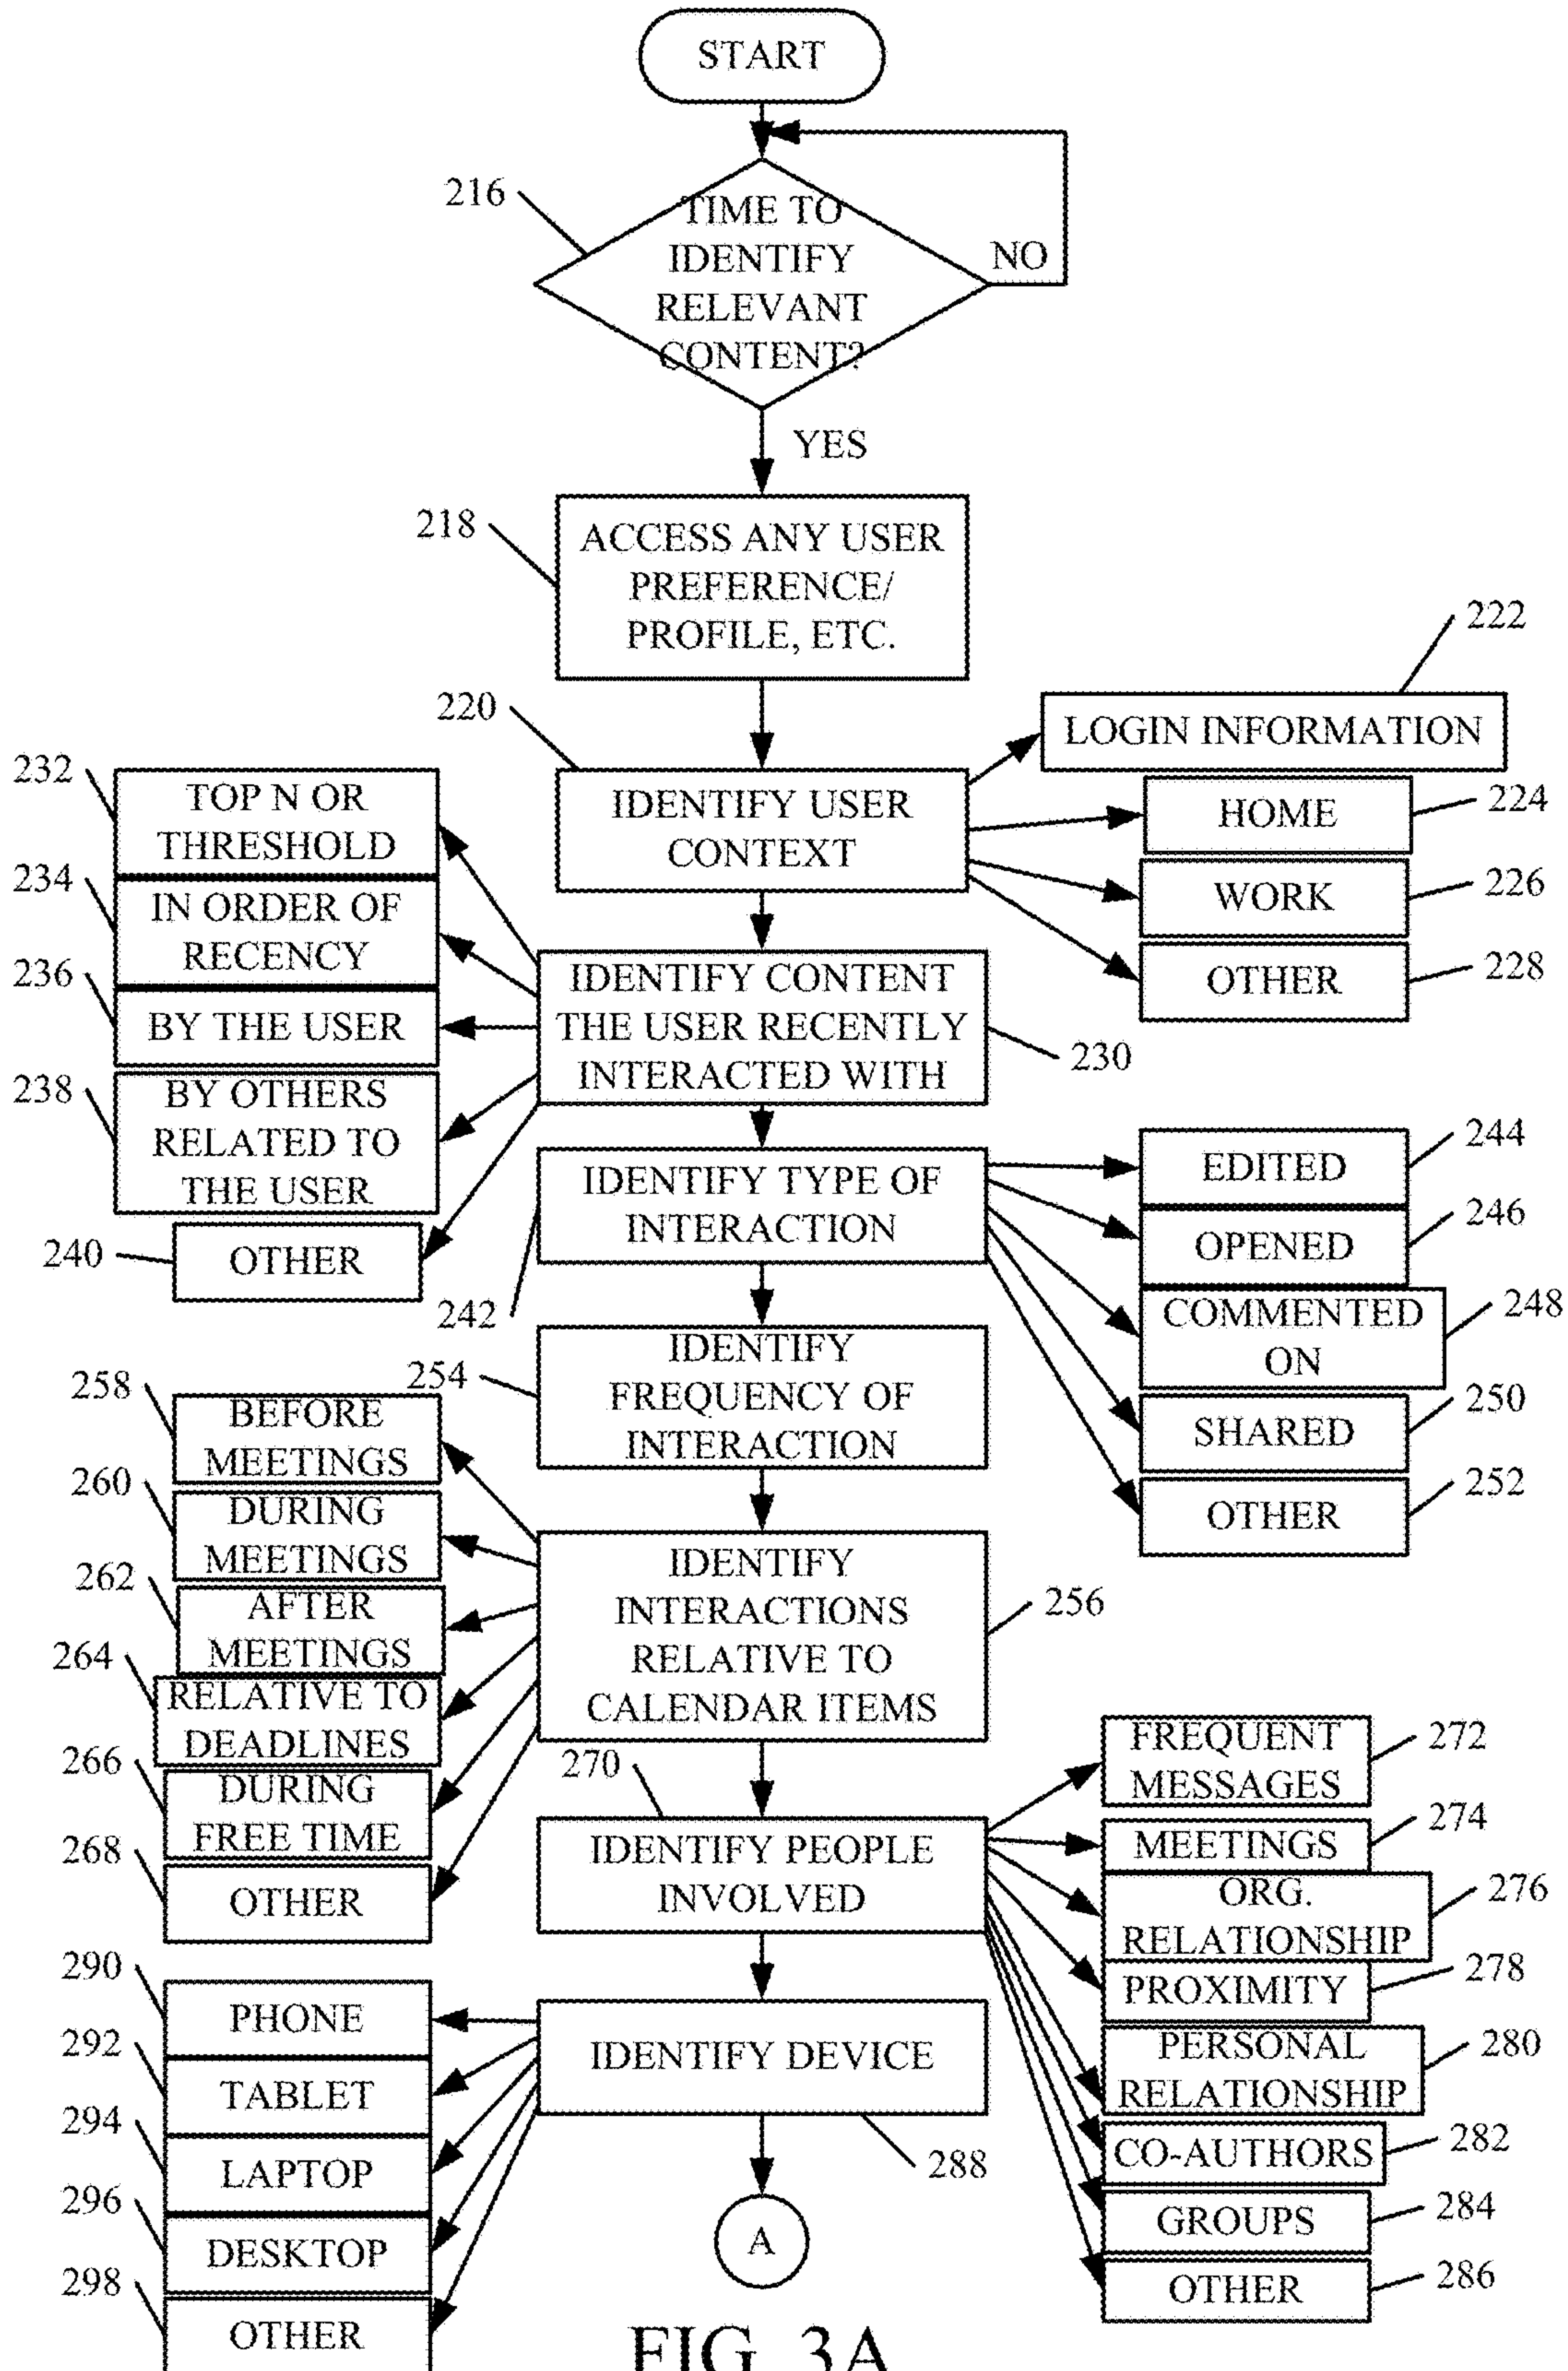 START
216
TIME TO
IDENTIFY
RELEVANT
CONTENT?
NO
YES
218
ACCESS ANY USER
PREFERENCE/
PROFILE, ETC.
220
IDENTIFY USER
CONTEXT
222
LOGIN INFORMATION
HOME
224
WORK
226
OTHER
228
232
TOP N OR
THRESHOLD
234
IN ORDER OF
RECENCY
236
BY THE USER
238
BY OTHERS
RELATED TO
THE USER
240
OTHER
IDENTIFY CONTENT
THE USER RECENTLY
INTERACTED WITH
230
IDENTIFY TYPE OF
INTERACTION
242
EDITED
244
OPENED
246
COMMENTED
ON
248
SHARED
250
OTHER
252
254
IDENTIFY
FREQUENCY OF
INTERACTION
258
BEFORE
MEETINGS
260
DURING
MEETINGS
262
AFTER
MEETINGS
264
RELATIVE TO
DEADLINES
266
DURING
FREE TIME
268
OTHER
IDENTIFY
INTERACTIONS
RELATIVE TO
CALENDAR ITEMS
256
270
IDENTIFY PEOPLE
INVOLVED
FREQUENT
MESSAGES
272
MEETINGS
274
ORG.
RELATIONSHIP
276
PROXIMITY
278
PERSONAL
RELATIONSHIP
280
CO-AUTHORS
282
GROUPS
284
OTHER
286
290
PHONE
292
TABLET
294
LAPTOP
296
DESKTOP
298
OTHER
IDENTIFY DEVICE
288
A
FIG. 3A